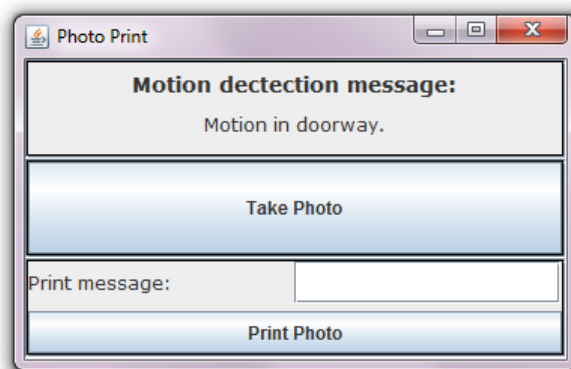 Photo Print
Motion dectection message:
Motion in doorway.
Take Photo
Print message:
Print Photo